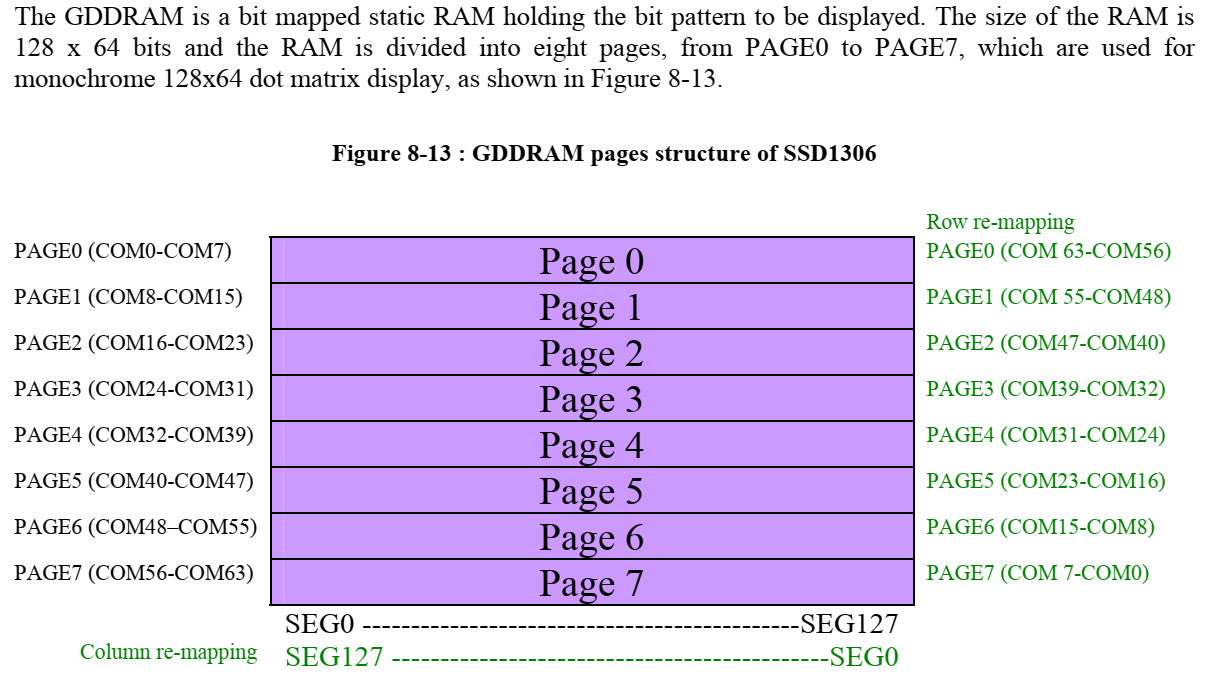 The GDDRAM is a bit mapped static RAM holding the bit pattern to be displayed. The size of the RAM is
128 x 64 bits and the RAM is divided into eight pages, from PAGE0 to PAGE7, which are used for
monochrome 128x64 dot matrix display, as shown in Figure 8-13.
Figure 8-13 : GDDRAM pages structure of SSD1306
Row re-mapping
PAGE0 (COM0-COM7) Page 0 PAGE0 (COM 63-COM56)
PAGE1 (COM8-COM15) Page 1 PAGE1 (COM 55-COM48)
PAGE2 (COM16-COM23) Page 2 PAGE2 (COM47-COM40)
PAGE3 (COM24-COM31) Page 3 PAGE3 (COM39-COM32)
PAGE4 (COM32-COM39) Page 4 PAGE4 (COM31-COM24)
PAGE5 (COM40-COM47) Page 5 PAGE5 (COM23-COM16)
PAGE6 (COM48–COM55) Page 6 PAGE6 (COM15-COM8)
PAGE7 (COM56-COM63) Page 7 PAGE7 (COM 7-COM0)
SEG0 ---------------------------------------------SEG127
Column re-mapping SEG127 ---------------------------------------------SEG0